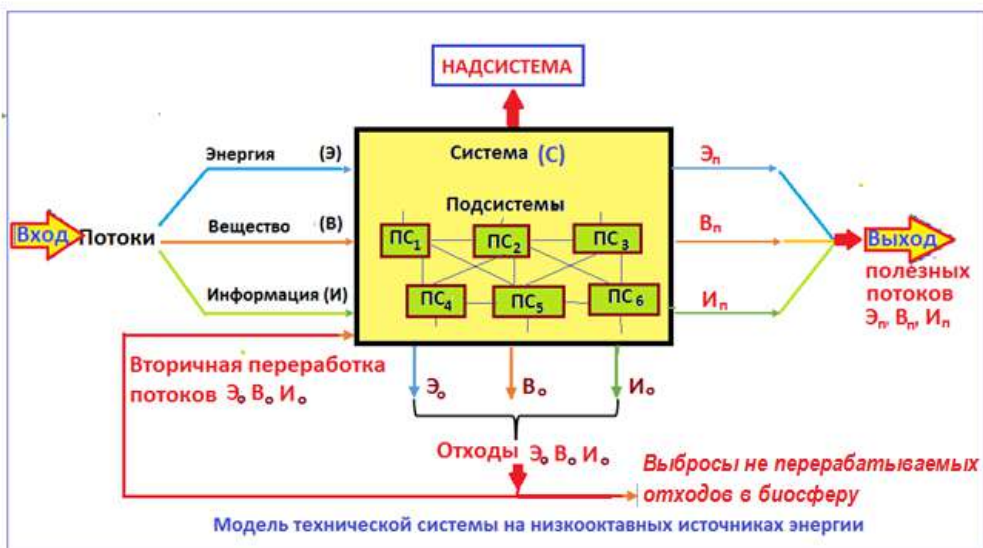 НАДСИСТЕМА
Энергия (Э)
Система (С)
Эп
Подсистемы
Вход
Потоки
Вещество (В)
ПС1 ПС2 ПС3
Вп
Выход
полезных
потоков
Эп, Вп, Ип
Информация (И)
ПС4 ПС5 ПС6
Ип
Вторичная переработка
потоков Эо Во Ио
Эо Во Ио
Отходы Эо Во Ио
Выбросы не перерабатываемых
отходов в биосферу
Модель технической системы на низкооктавных источниках энергии